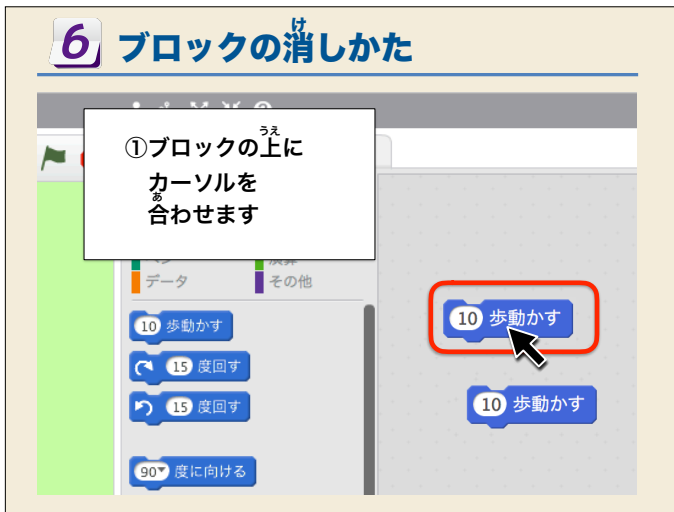 6 ブロックの消しかた
け
①ブロックの上に
うえ
カーソルを
合わせます
あ
データ
その他
10 歩動かす
15 度回す
15 度回す
90▼ 度に向ける
10 歩動かす
10 歩動かす